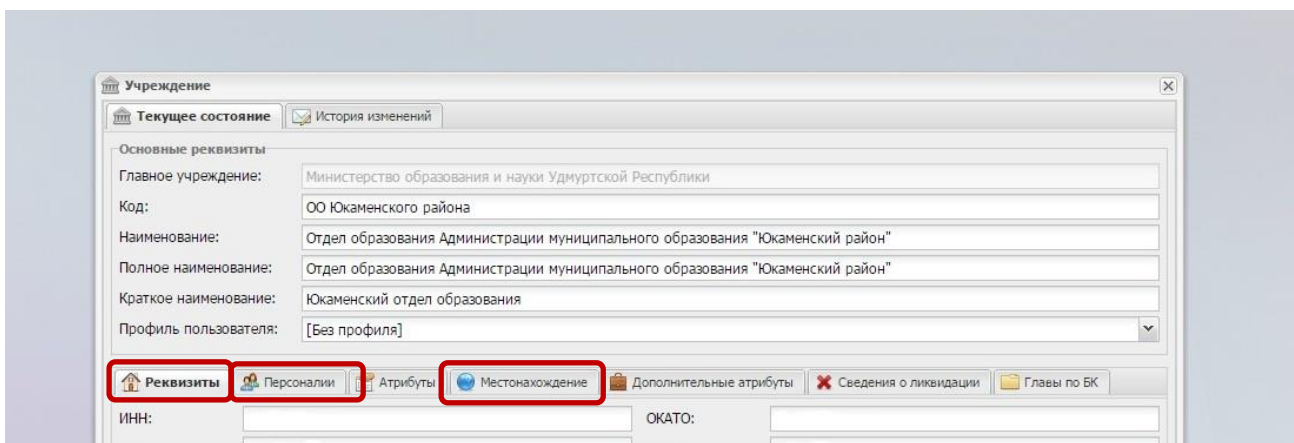 Учреждение
Текущее состояние История изменений
Основные реквизиты
Главное учреждение: Министерство образования и науки Удмуртской Республики
Код: ОО Юкаменского района
Наименование: Отдел образования Администрации муниципального образования "Юкаменский район"
Полное наименование: Отдел образования Администрации муниципального образования "Юкаменский район"
Краткое наименование: Юкаменский отдел образования
Профиль пользователя: [Без профиля]
Реквизиты Персоналии Атрибуты Местонахождение Дополнительные атрибуты Сведения о ликвидации Главы по БК
ИНН: ОКАТО: